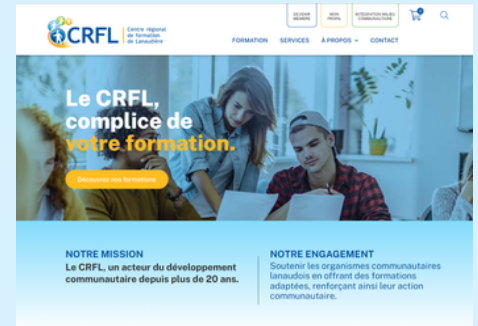 DEVENIR
MEMBRE
MON
PROFIL
INTÉGRATION MILIEU
COMMUNAUTAIRE
CRFL
Centre régional
de formation
de Lanaudière
FORMATION SERVICES À PROPOS CONTACT
Le CRFL,
complice de
votre formation.
Découvrez nos formations
NOTRE MISSION
Le CRFL, un acteur du développement
communautaire depuis plus de 20 ans.
NOTRE ENGAGEMENT
Soutenir les organismes communautaires
lanaudois en offrant des formations
adaptées, renforçant ainsi leur action
communautaire.